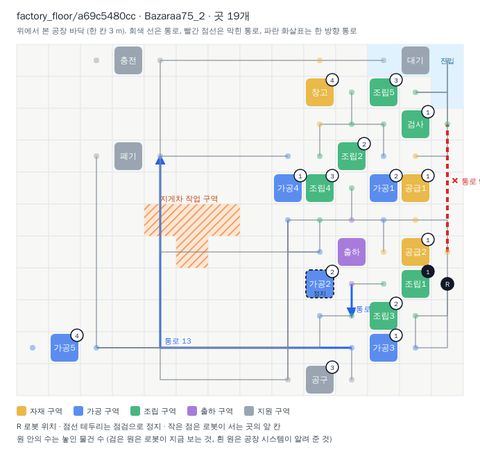 factory_floor/a69c5480cc · Bazaraa75_2 · 곳 19개
위에서 본 공장 바닥 (한 칸 3 m). 회색 선은 통로, 빨간 점선은 막힌 통로, 파란 화살표는 한 방향 통로
충전
대기
진입
창고
4
조립5
3
검사
1
조립2
2
폐기
가공4
1
조립4
3
가공1
2
공급1
1
통로 9
지게차 작업 구역
출하
공급2
1
가공2
2
정지
조립1
1
R
통로
조립3
2
통로 13
가공5
4
가공3
1
공구
3
자재 구역
가공 구역
조립 구역
출하 구역
지원 구역
R 로봇 위치 · 점선 테두리는 점검으로 정지 · 작은 점은 로봇이 서는 곳의 앞 칸
원 안의 수는 놓인 물건 수 (검은 원은 로봇이 지금 보는 것, 흰 원은 공장 시스템이 알려 준 것)